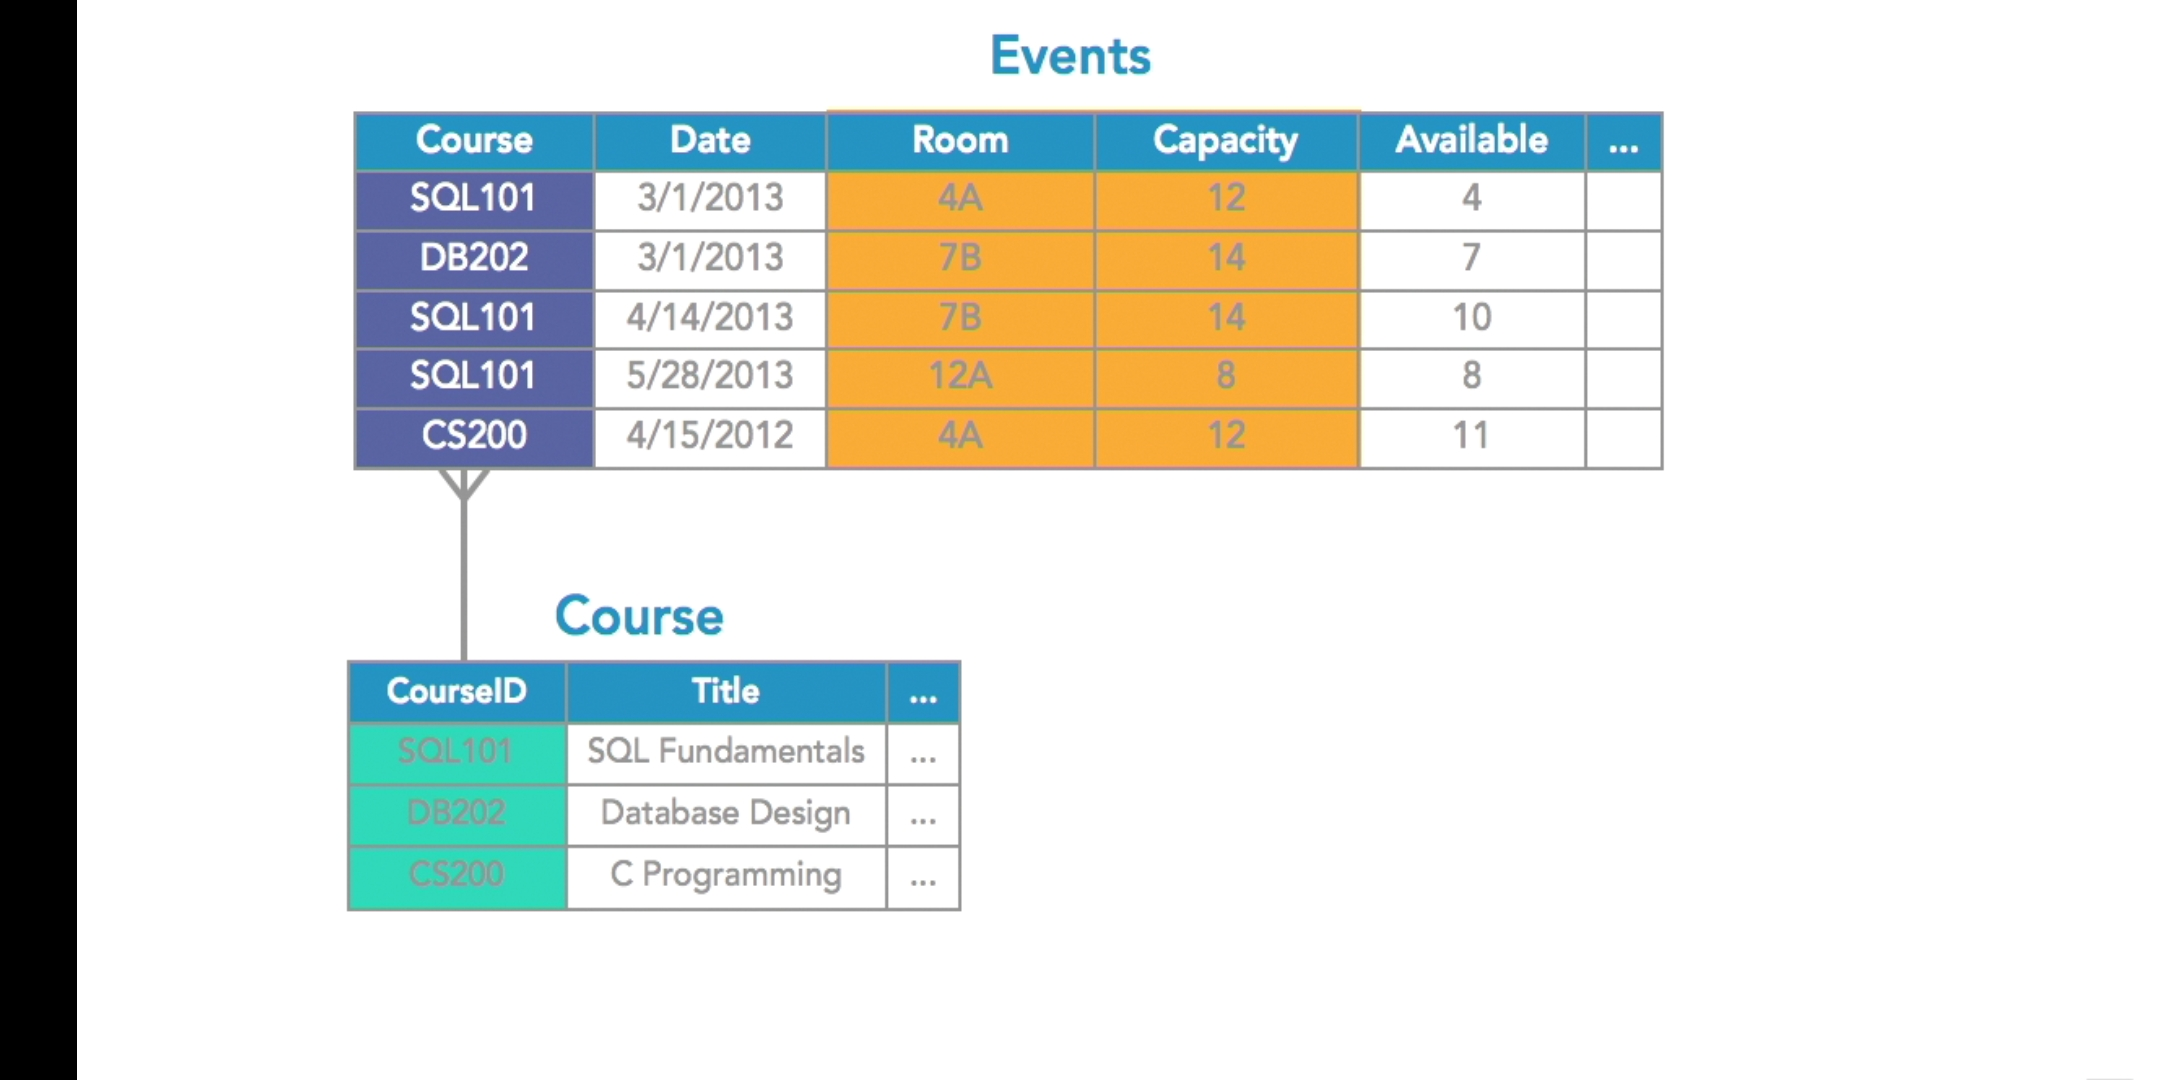 Events
Course Date Room Capacity Available ...
SQL101 3/1/2013 4A 12 4
DB202 3/1/2013 7B 14 7
SQL101 4/14/2013 7B 14 10
SQL101 5/28/2013 12A 8 8
CS200 4/15/2012 4A 12 11
Course
CourseID Title ...
SQL101 SQL Fundamentals ...
DB202 Database Design ...
CS200 C Programming ...